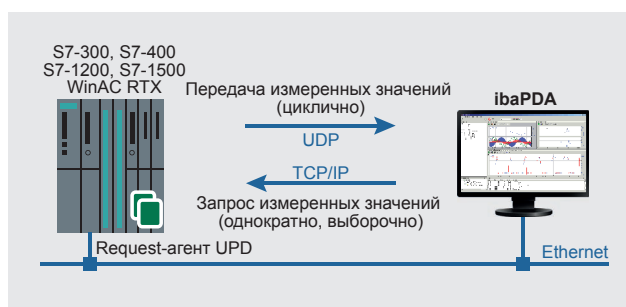 S7-300, S7-400
S7-1200, S7-1500
WinAC RTX
Передача измеренных значений
(циклично)
UDP
ibaPDA
TCP/IP
Запрос измеренных значений
(однократно, выборочно)
Request-агент UPD
Ethernet